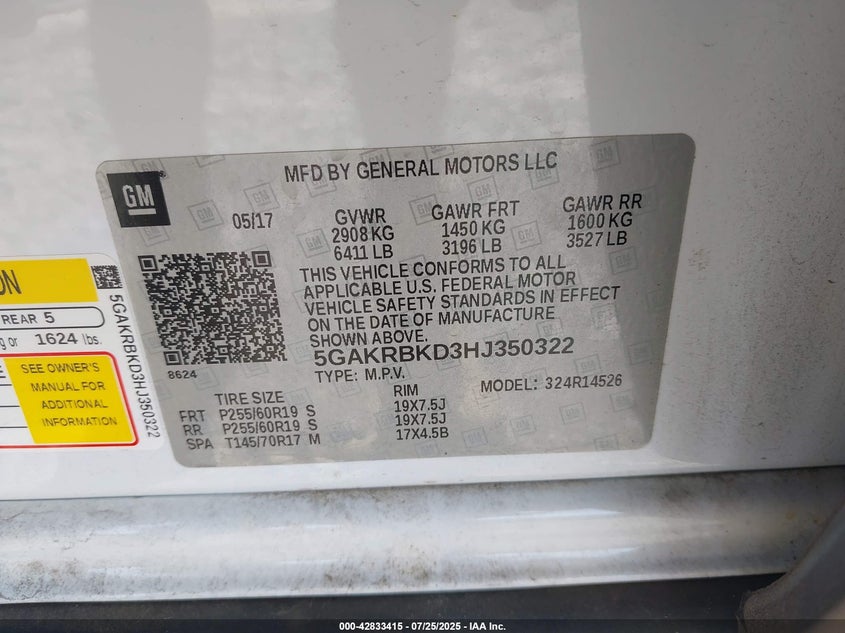 MFD BY GENERAL MOTORS LLC
GM
05/17
GVWR
2908 KG
6411 LB
GAWR FRT
1450 KG
3196 LB
GAWR RR
1600 KG
3527 LB
THIS VEHICLE CONFORMS TO ALL
APPLICABLE U.S. FEDERAL MOTOR
VEHICLE SAFETY STANDARDS IN EFFECT
ON THE DATE OF MANUFACTURE
SHOWN ABOVE.
5GAKRBKD3HJ350322
TYPE: M.P.V.
MODEL: 324R14526
8624
TIRE SIZE RIM
FRT P255/60R19 S 19X7.5J
RR P255/60R19 S 19X7.5J
SPA T145/70R17 M 17X4.5B
REAR 5
or 1624 lbs.
SEE OWNER'S
MANUAL FOR
ADDITIONAL
INFORMATION
5GAKRBKD3HJ350322
000-42833415 - 07/25/2025 - IAA Inc.